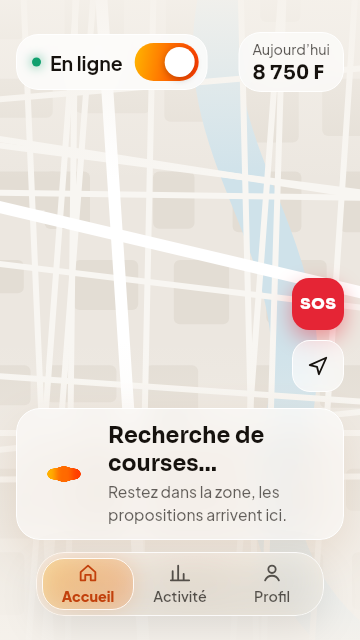 En ligne
Aujourd’hui
8 750 F
SOS
Recherche de
courses…
Restez dans la zone, les
propositions arrivent ici.
Accueil
Activité
Profil